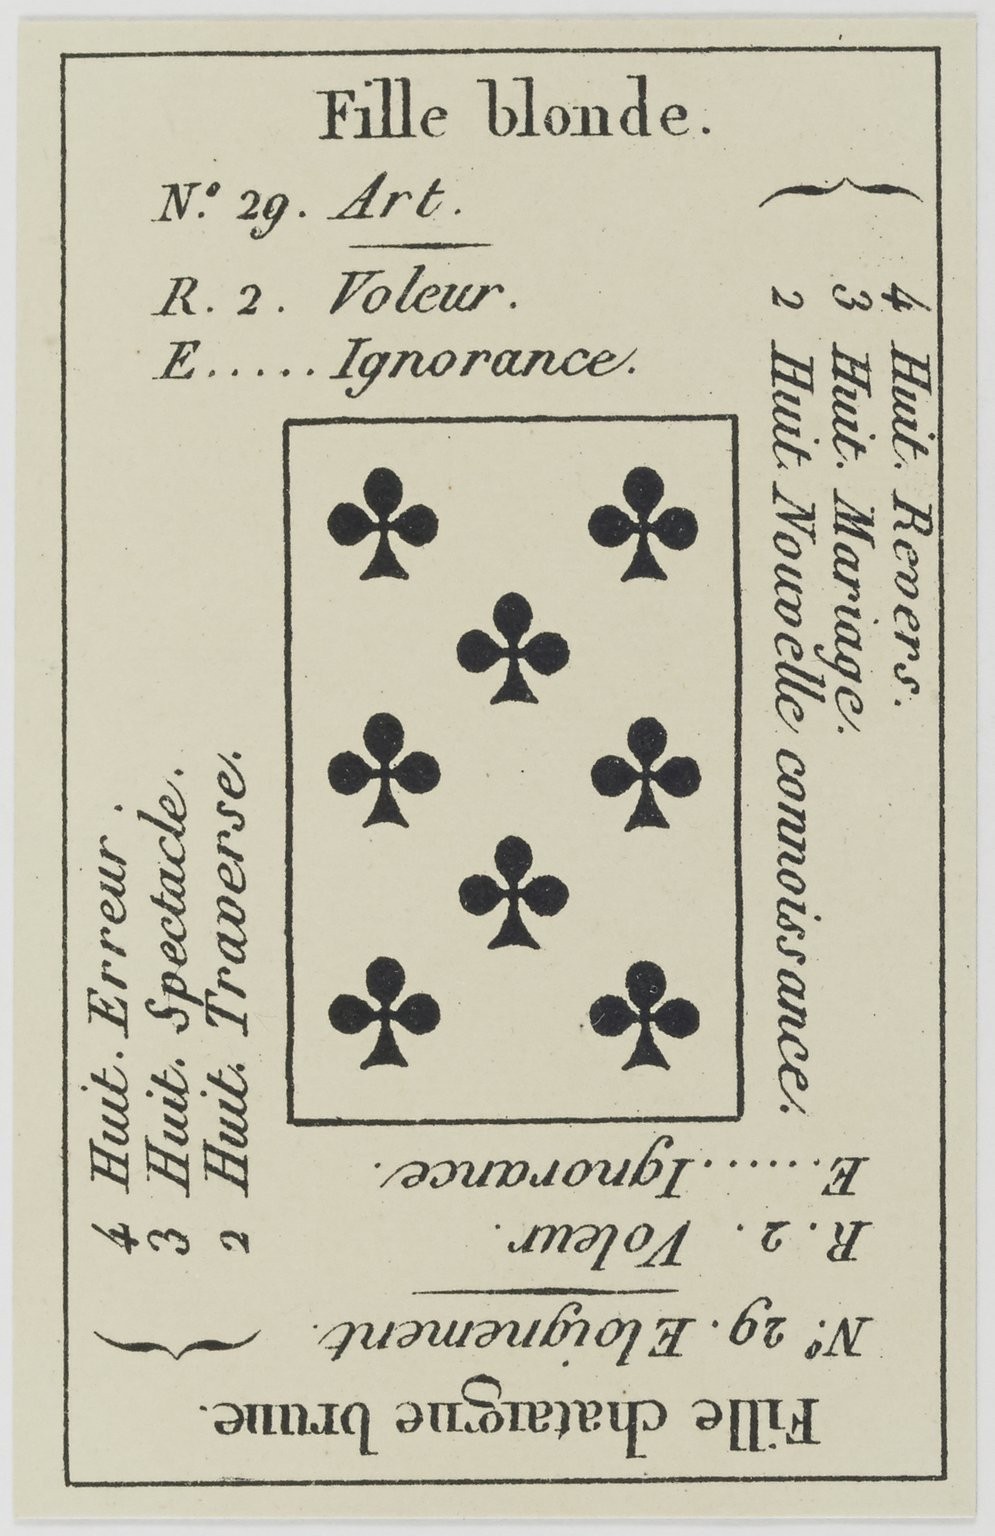 Fille blonde.
N.º 29. Art.
R. 2. Voleur.
E.....Ignorance.
4 Huit. Revers.
3 Huit. Mariage.
2 Huit. Nouvelle connoissance.
4 Huit. Erreur.
3 Huit. Spectacle.
2 Huit. Traverse.
Fille chataigne brune.
N.º 29. Eloignement.
R. 2. Voleur.
E......Ignorance.